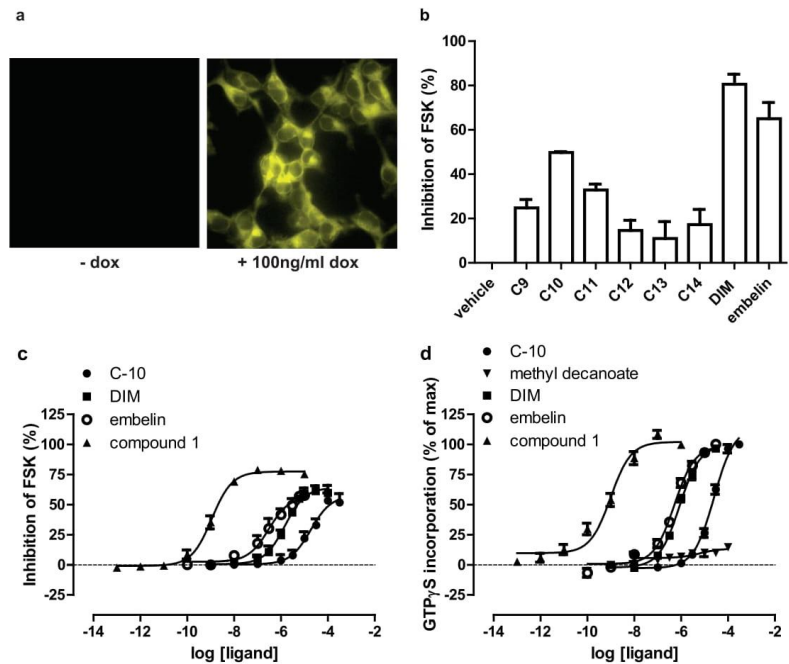 a
- dox
+ 100ng/ml dox
b
Inhibition of FSK (%)
100
80
60
40
20
0
vehicle
C9
C10
C11
C12
C13
C14
DIM
embelin
c
C-10
DIM
embelin
compound 1
Inhibition of FSK (%)
125
100
75
50
25
0
-25
-14
-12
-10
-8
-6
-4
-2
log [ligand]
d
C-10
methyl decanoate
DIM
embelin
compound 1
GTPγS incorporation (% of max)
125
100
75
50
25
0
-25
-14
-12
-10
-8
-6
-4
-2
log [ligand]